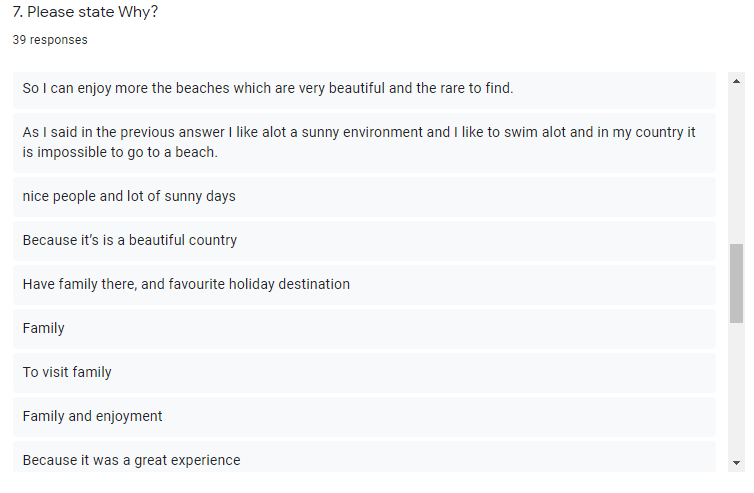 7. Please state Why?
39 responses
So I can enjoy more the beaches which are very beautiful and the rare to find.
As I said in the previous answer I like alot a sunny environment and I like to swim alot and in my country it
is impossible to go to a beach.
nice people and lot of sunny days
Because it's is a beautiful country
Have family there, and favourite holiday destination
Family
To visit family
Family and enjoyment
Because it was a great experience